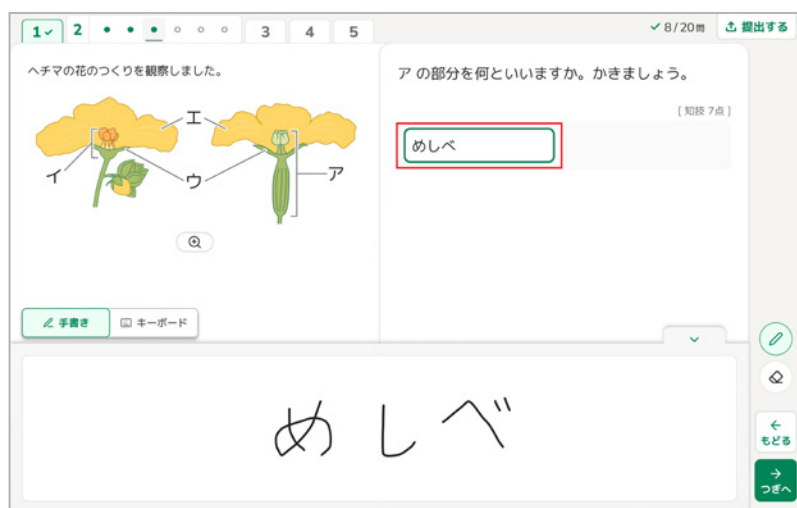 1✓ 2 3 4 5 ✓8/20問 提出する
ヘチマの花のつくりを観察しました。
エ
イ
ウ
ア
ア の部分を何といいますか。かきましょう。
[知技 7点]
めしべ
手書き キーボード
めしべ
もどる
つぎへ